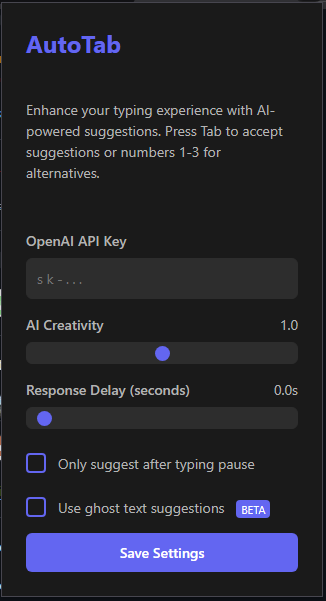 AutoTab
Enhance your typing experience with AI-
powered suggestions. Press Tab to accept
suggestions or numbers 1-3 for
alternatives.
OpenAI API Key
sk-...
AI Creativity 1.0
Response Delay (seconds) 0.0s
Only suggest after typing pause
Use ghost text suggestions BETA
Save Settings